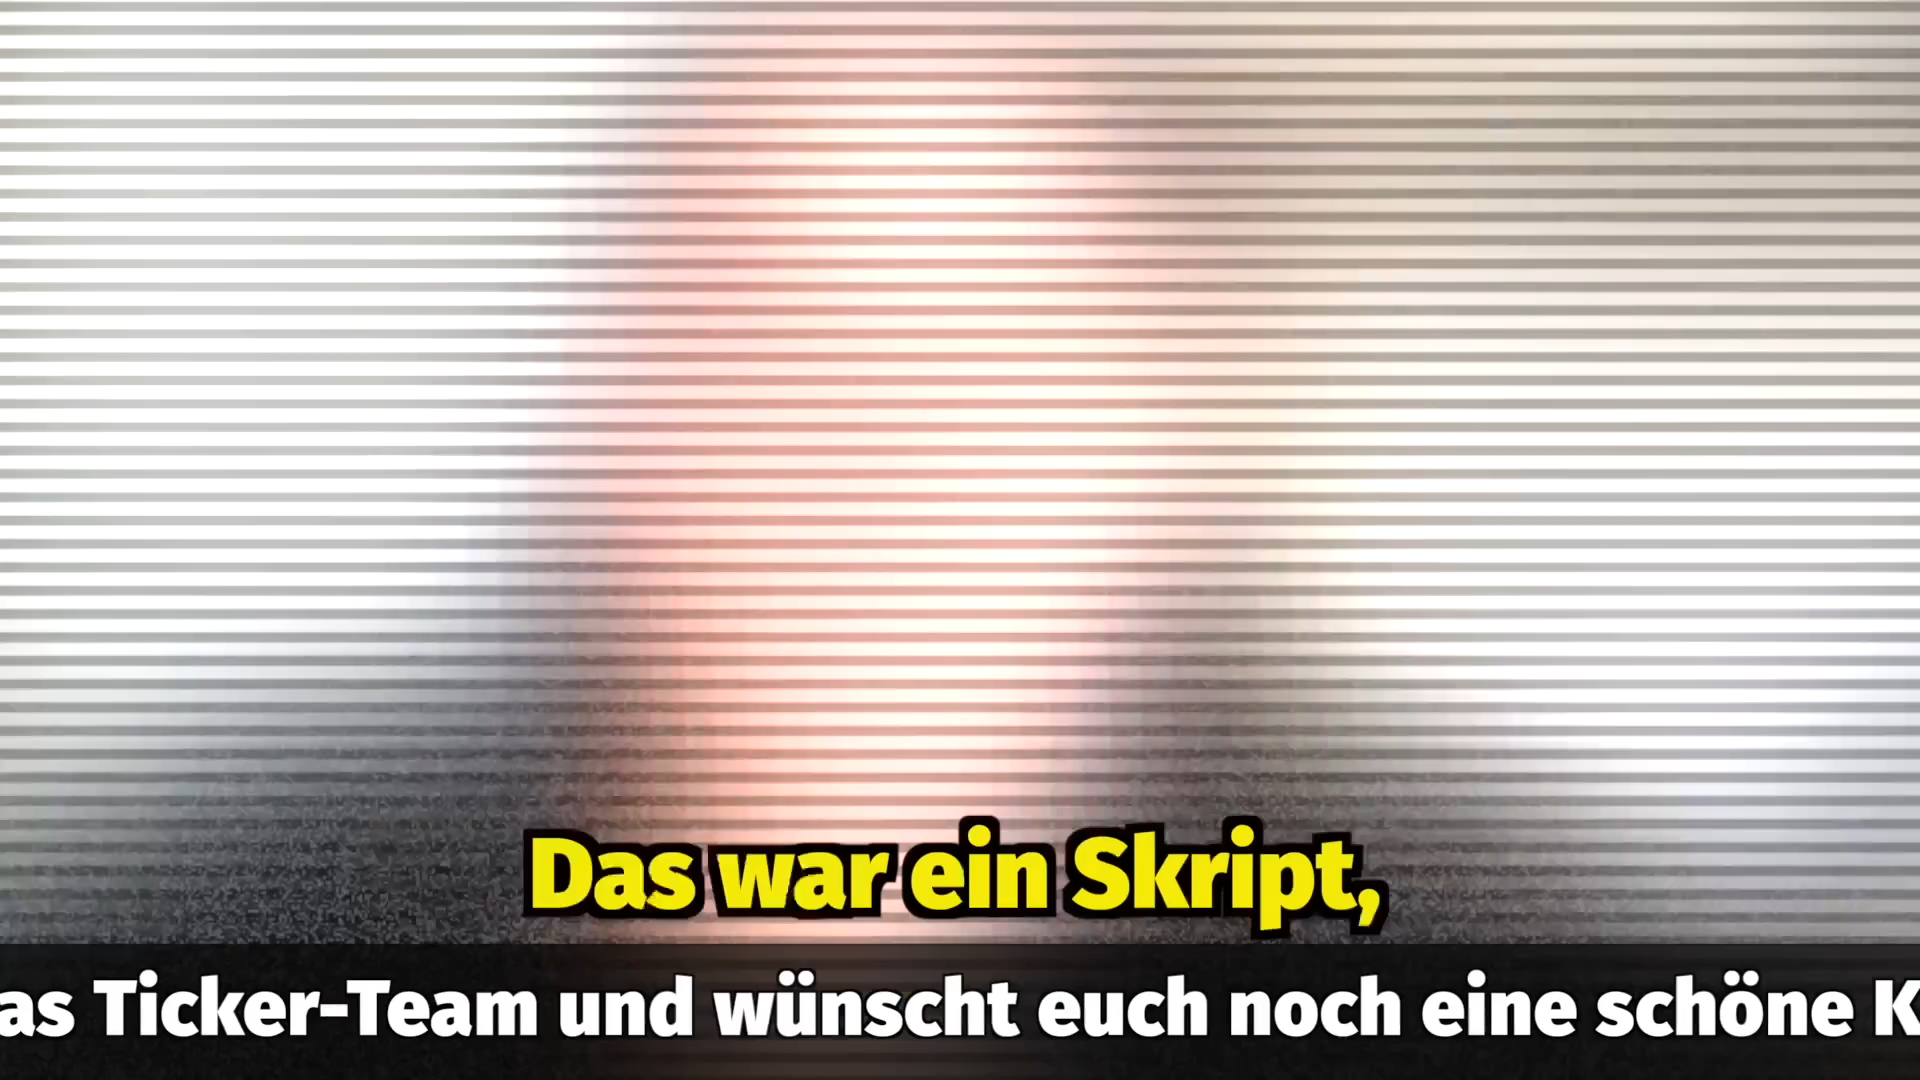 Das war ein Skript,
as Ticker-Team und wünscht euch noch eine schöne K